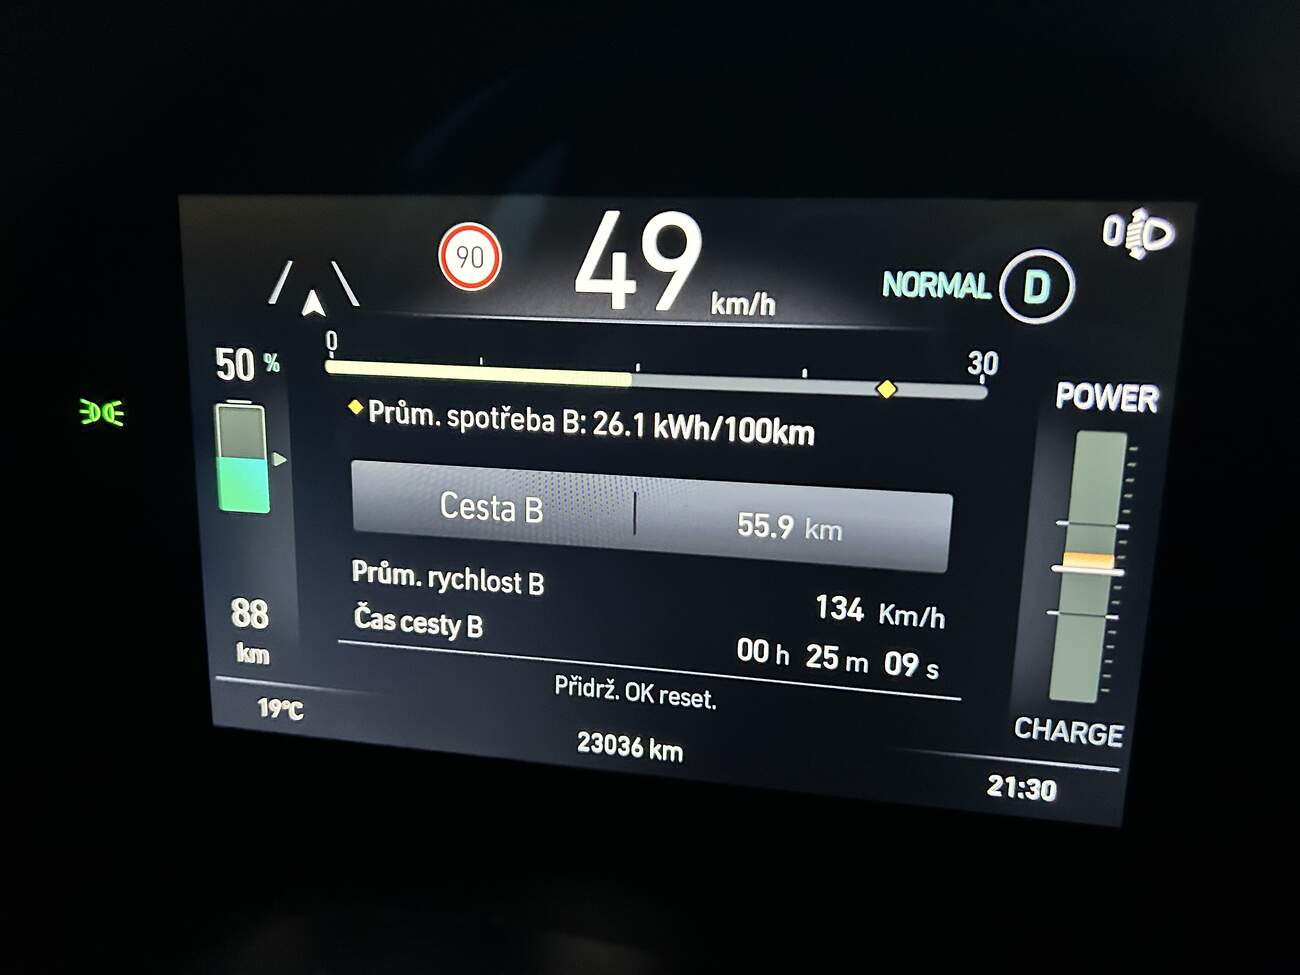 90
49 km/h
NORMAL D
0
50 %
0 30
POWER
Prům. spotřeba B: 26.1 kWh/100km
Cesta B 55.9 km
Prům. rychlost B 134 Km/h
Čas cesty B 00 h 25 m 09 s
88
km
Přidrž. OK reset.
19°C
23036 km
CHARGE
21:30